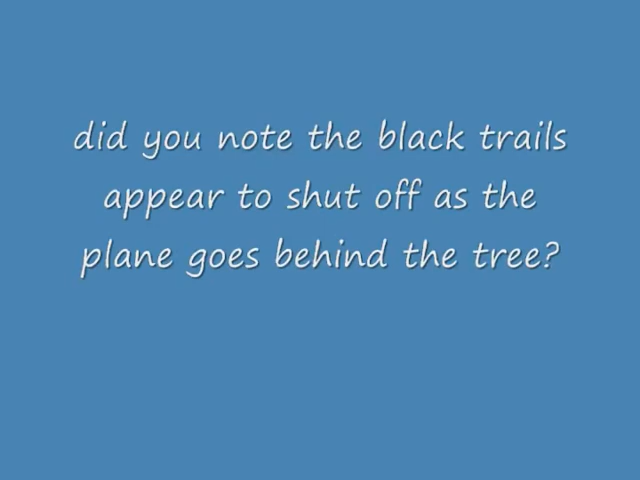 did you note the black trails
appear to shut off as the
plane goes behind the tree?